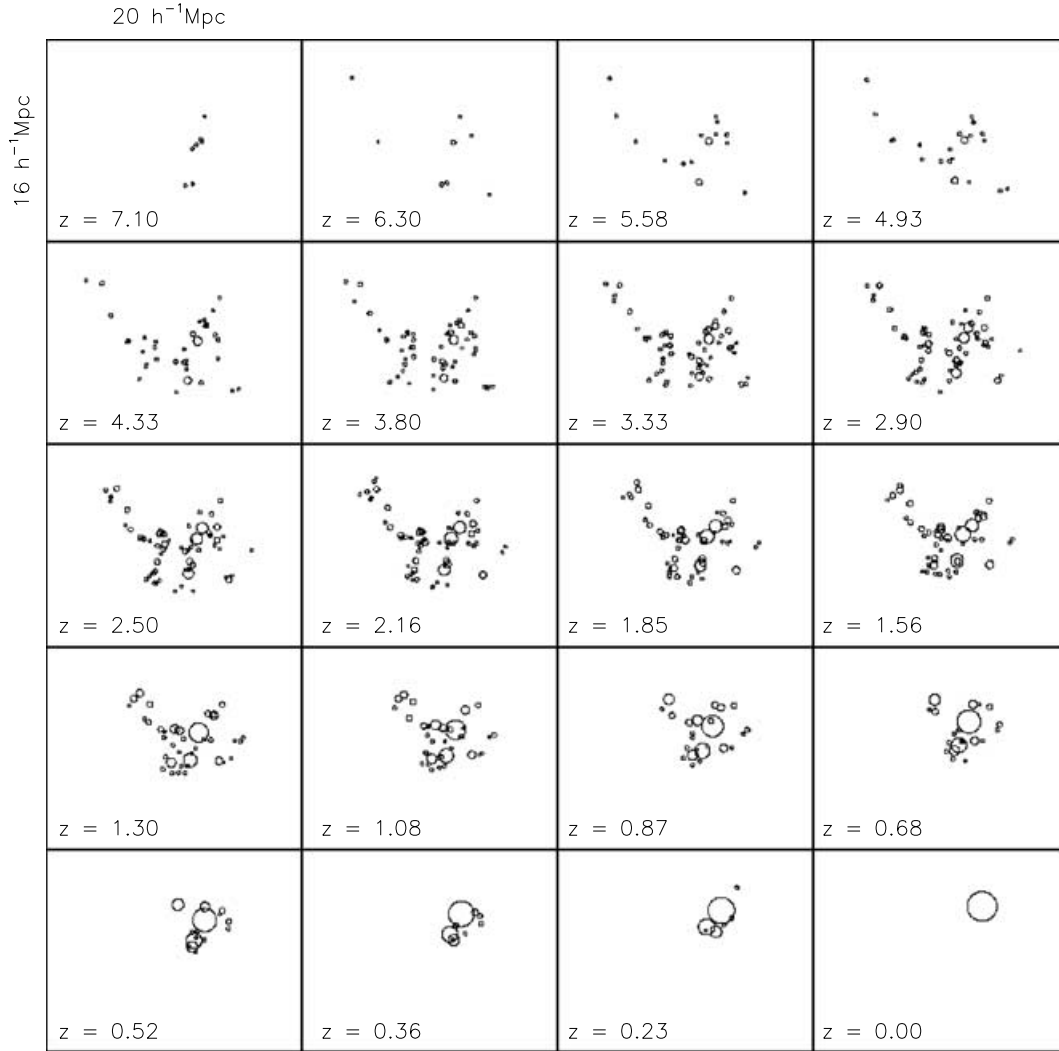 20 h⁻¹Mpc
16 h⁻¹Mpc
z = 7.10
z = 6.30
z = 5.58
z = 4.93
z = 4.33
z = 3.80
z = 3.33
z = 2.90
z = 2.50
z = 2.16
z = 1.85
z = 1.56
z = 1.30
z = 1.08
z = 0.87
z = 0.68
z = 0.52
z = 0.36
z = 0.23
z = 0.00